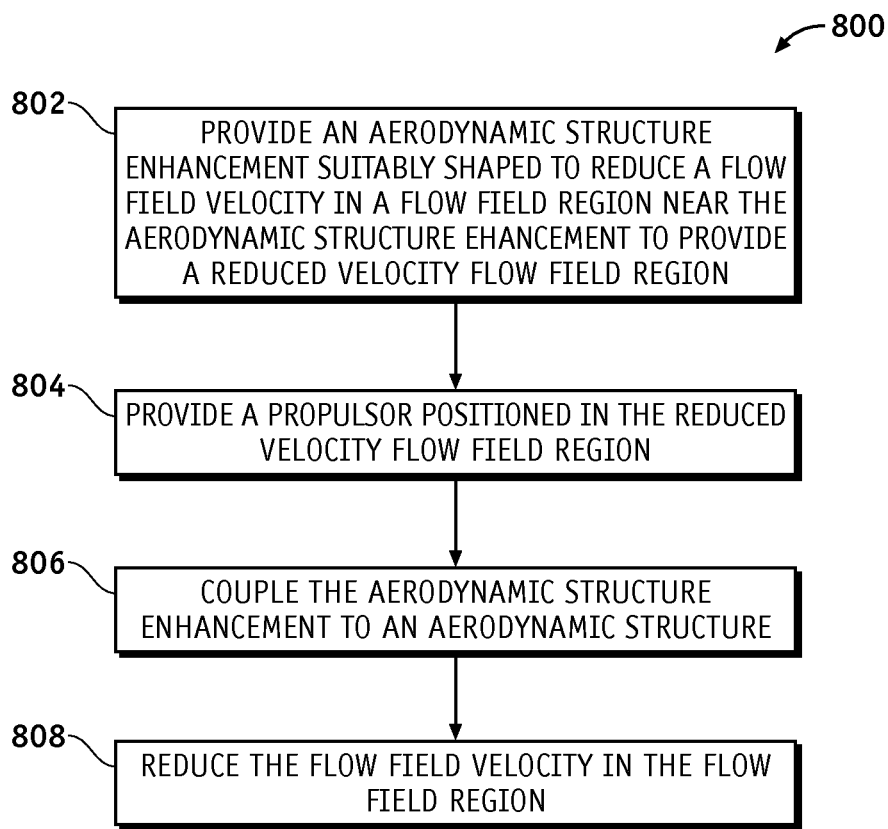 800
802
PROVIDE AN AERODYNAMIC STRUCTURE
ENHANCEMENT SUITABLY SHAPED TO REDUCE A FLOW
FIELD VELOCITY IN A FLOW FIELD REGION NEAR THE
AERODYNAMIC STRUCTURE EHANCEMENT TO PROVIDE
A REDUCED VELOCITY FLOW FIELD REGION.
804
PROVIDE A PROPULSOR POSITIONED IN THE REDUCED
VELOCITY FLOW FIELD REGION.
806
COUPLE THE AERODYNAMIC STRUCTURE
ENHANCEMENT TO AN AERODYNAMIC STRUCTURE.
808
REDUCE THE FLOW FIELD VELOCITY IN THE FLOW
FIELD REGION.